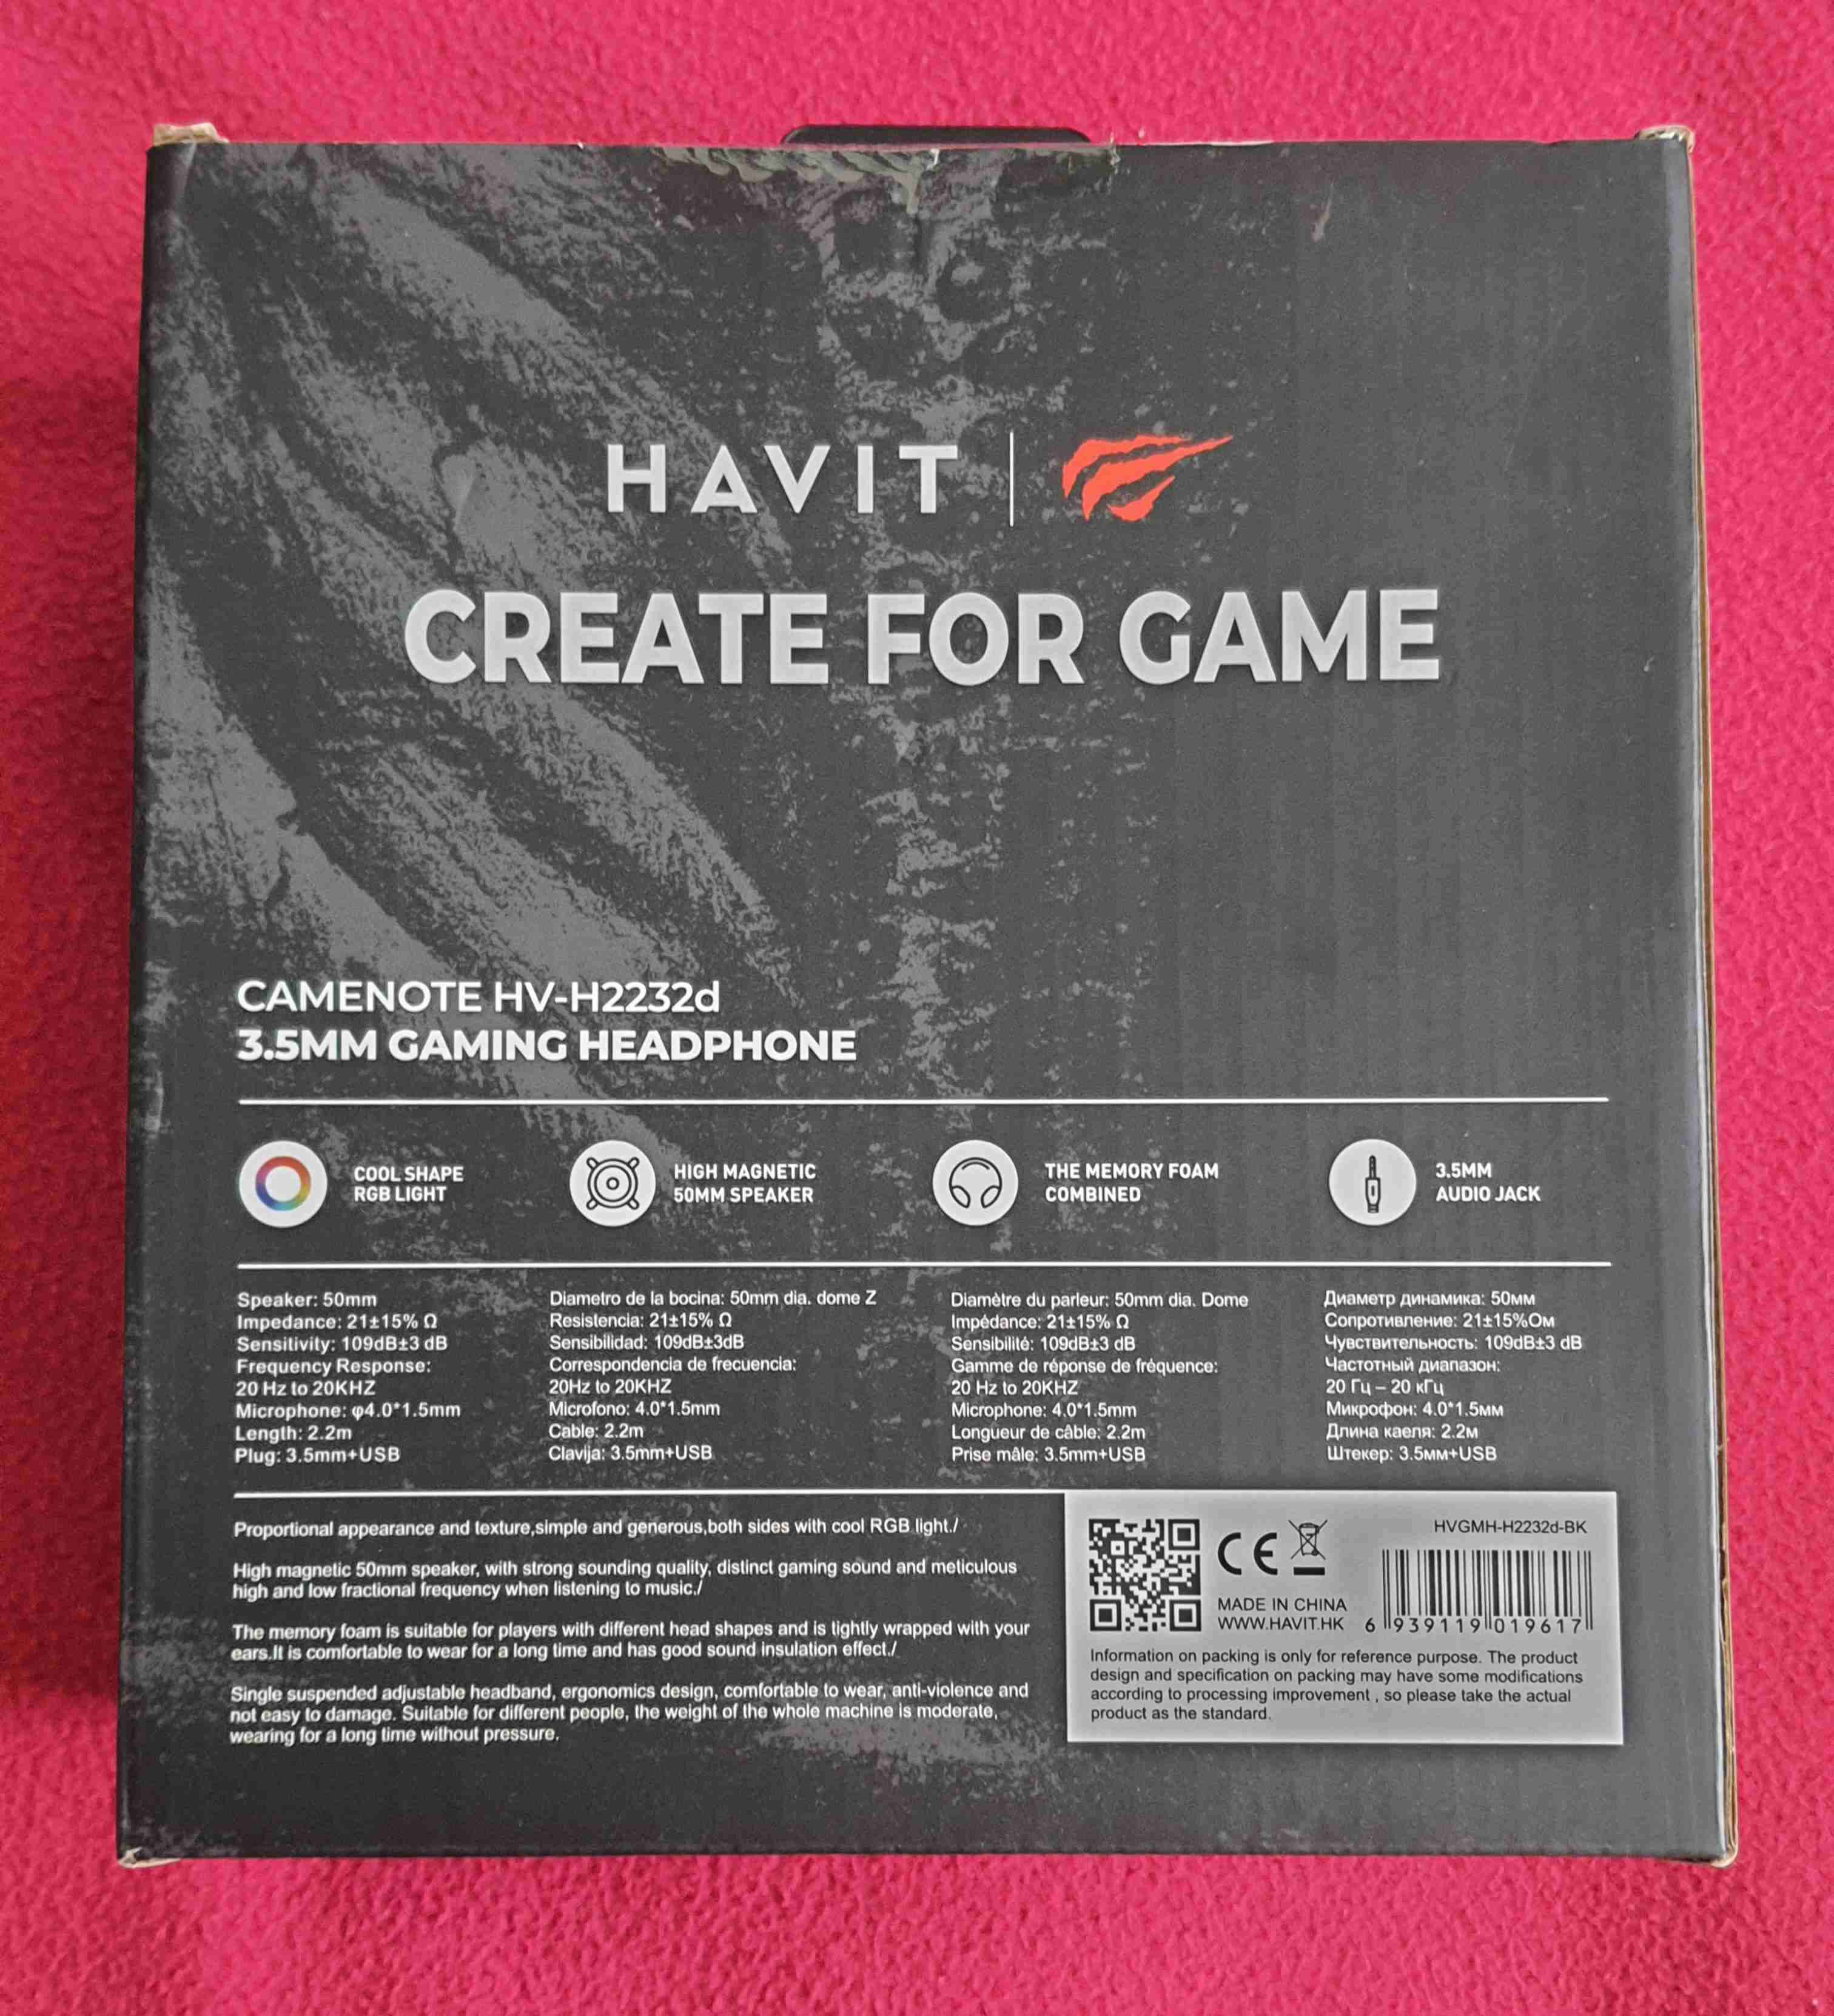 HAVIT
CREATE FOR GAME
CAMENOTE HV-H2232d
3.5MM GAMING HEADPHONE
COOL SHAPE
RGB LIGHT
HIGH MAGNETIC
50MM SPEAKER
THE MEMORY FOAM
COMBINED
3.5MM
AUDIO JACK
Speaker: 50mm
Impedance: 21±15% Ω
Sensitivity: 109dB±3 dB
Frequency Response:
20 Hz to 20KHZ
Microphone: φ4.0*1.5mm
Length: 2.2m
Plug: 3.5mm+USB
Diametro de la bocina: 50mm dia. dome Z
Resistencia: 21±15% Ω
Sensibilidad: 109dB±3dB
Correspondencia de frecuencia:
20Hz to 20KHZ
Microfono: 4.0*1.5mm
Cable: 2.2m
Clavija: 3.5mm+USB
Diamètre du parleur: 50mm dia. Dome
Impédance: 21±15% Ω
Sensibilité: 109dB±3 dB
Gamme de réponse de fréquence:
20 Hz to 20KHZ
Microphone: 4.0*1.5mm
Longueur de câble: 2.2m
Prise mâle: 3.5mm+USB
Диаметр динамика: 50мм
Сопротивление: 21±15%Ом
Чувствительность: 109dB±3 dB
Частотный диапазон:
20 Гц – 20 кГц
Микрофон: 4.0*1.5мм
Длина каеля: 2.2м
Штекер: 3.5мм+USB
Proportional appearance and texture,simple and generous,both sides with cool RGB light./
High magnetic 50mm speaker, with strong sounding quality, distinct gaming sound and meticulous
high and low fractional frequency when listening to music./
The memory foam is suitable for players with different head shapes and is tightly wrapped with your
ears.It is comfortable to wear for a long time and has good sound insulation effect./
Single suspended adjustable headband, ergonomics design, comfortable to wear, anti-violence and
not easy to damage. Suitable for different people, the weight of the whole machine is moderate,
wearing for a long time without pressure.
CE
HVGMH-H2232d-BK
MADE IN CHINA
WWW.HAVIT.HK
6 939119 019617
Information on packing is only for reference purpose. The product
design and specification on packing may have some modifications
according to processing improvement , so please take the actual
product as the standard.